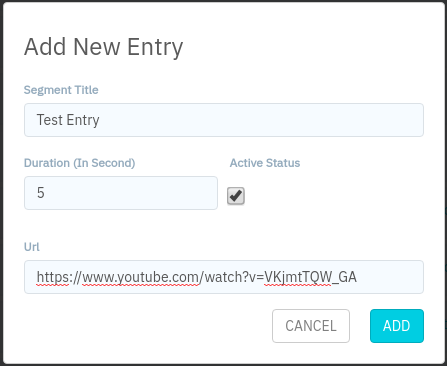 Add New Entry
Segment Title
Test Entry
Duration (In Second) Active Status
5
Url
https://www.youtube.com/watch?v=VKjmtTQW_GA
CANCEL ADD